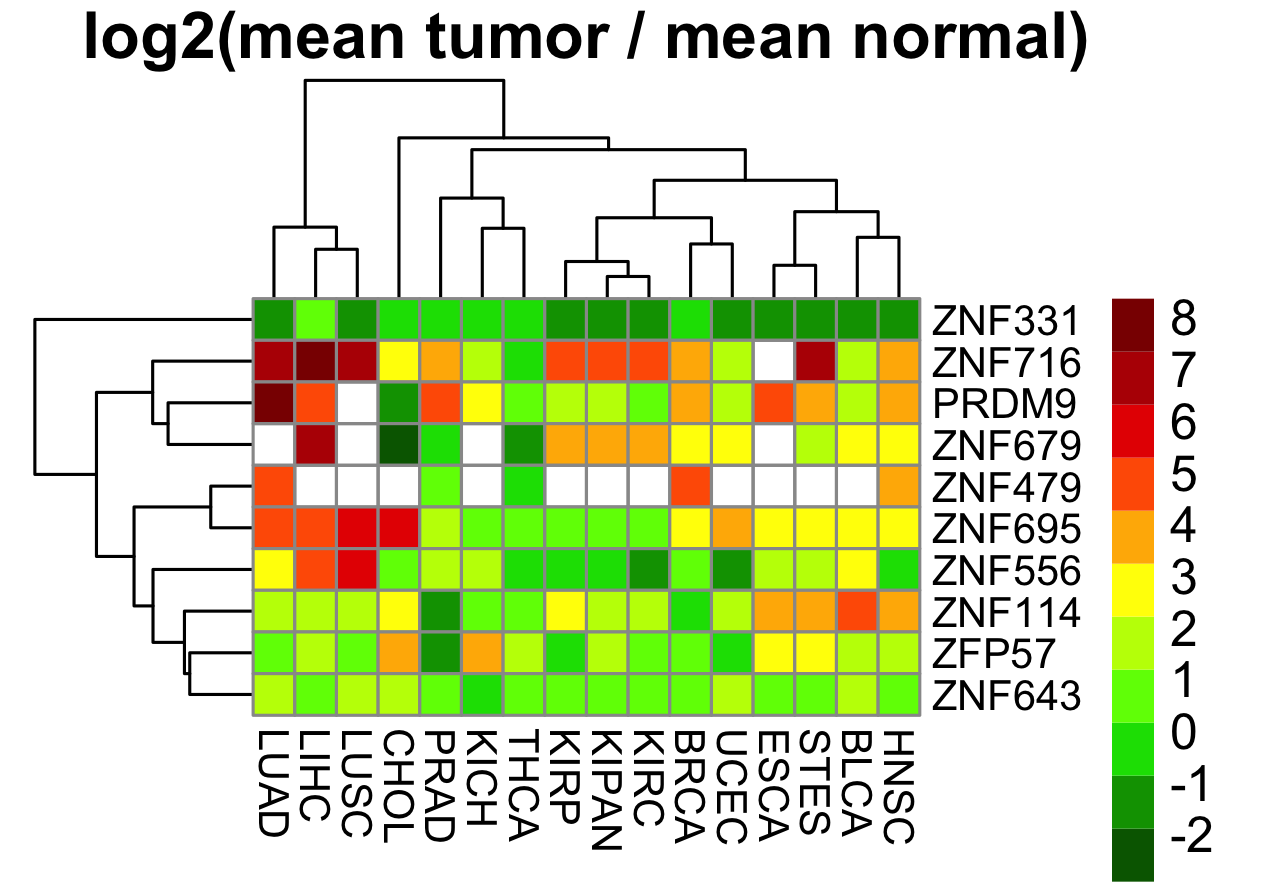 log2(mean tumor / mean normal)
ZNF331
ZNF716
PRDM9
ZNF679
ZNF479
ZNF695
ZNF556
ZNF114
ZFP57
ZNF643
8
7
6
5
4
3
2
1
0
-1
-2
LUAD
LIHC
LUSC
CHOL
PRAD
KICH
THCA
KIRP
KIPAN
KIRC
BRCA
UCEC
ESCA
STES
BLCA
HNSC